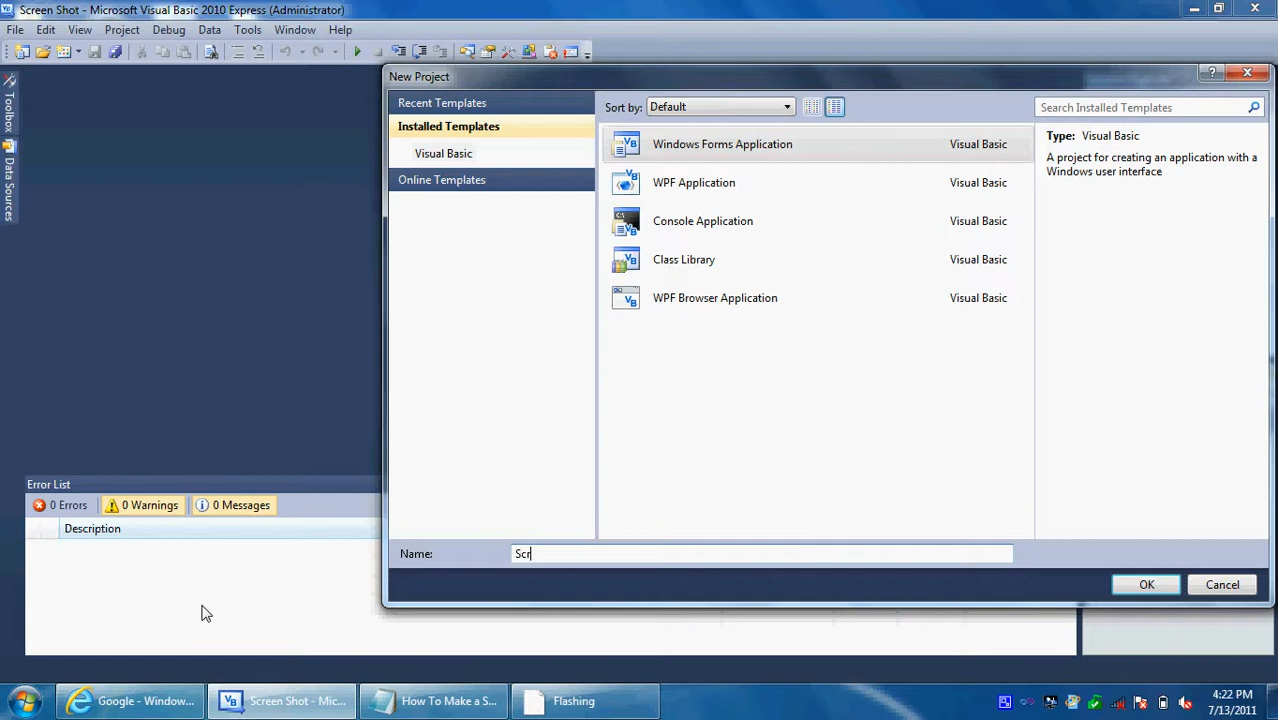 Screen Shot - Microsoft Visual Basic 2010 Express (Administrator)
File Edit View Project Debug Data Tools Window Help
New Project
Toolbox
Data Sources
Recent Templates
Installed Templates
Visual Basic
Online Templates
Sort by: Default
Search Installed Templates
Windows Forms Application Visual Basic
WPF Application Visual Basic
Console Application Visual Basic
Class Library Visual Basic
WPF Browser Application Visual Basic
Type: Visual Basic
A project for creating an application with a
Windows user interface
Error List
0 Errors 0 Warnings 0 Messages
Description
Name: Scr
OK Cancel
Google - Window... Screen Shot - Mic... How To Make a S... Flashing
4:22 PM
7/13/2011